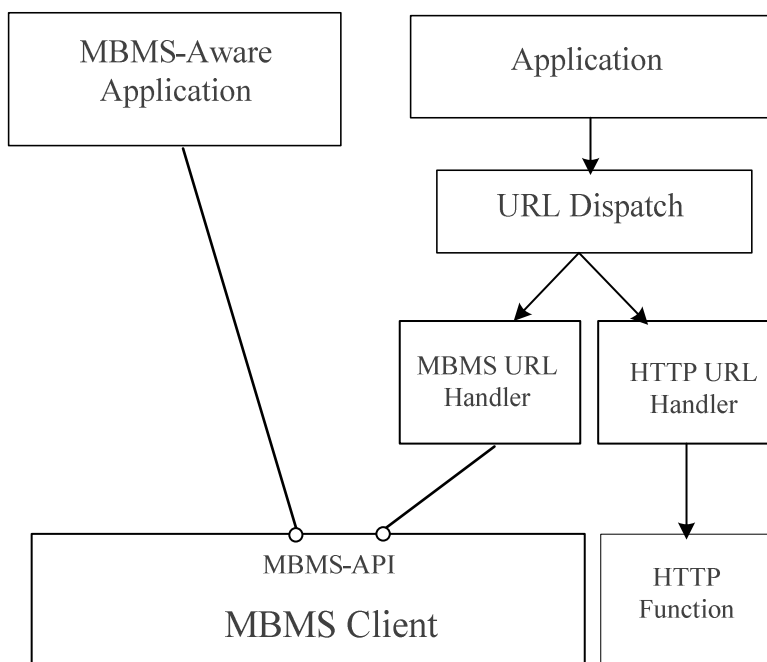 MBMS-Aware
Application
Application
URL Dispatch
MBMS URL
Handler
HTTP URL
Handler
MBMS-API
MBMS Client
HTTP
Function